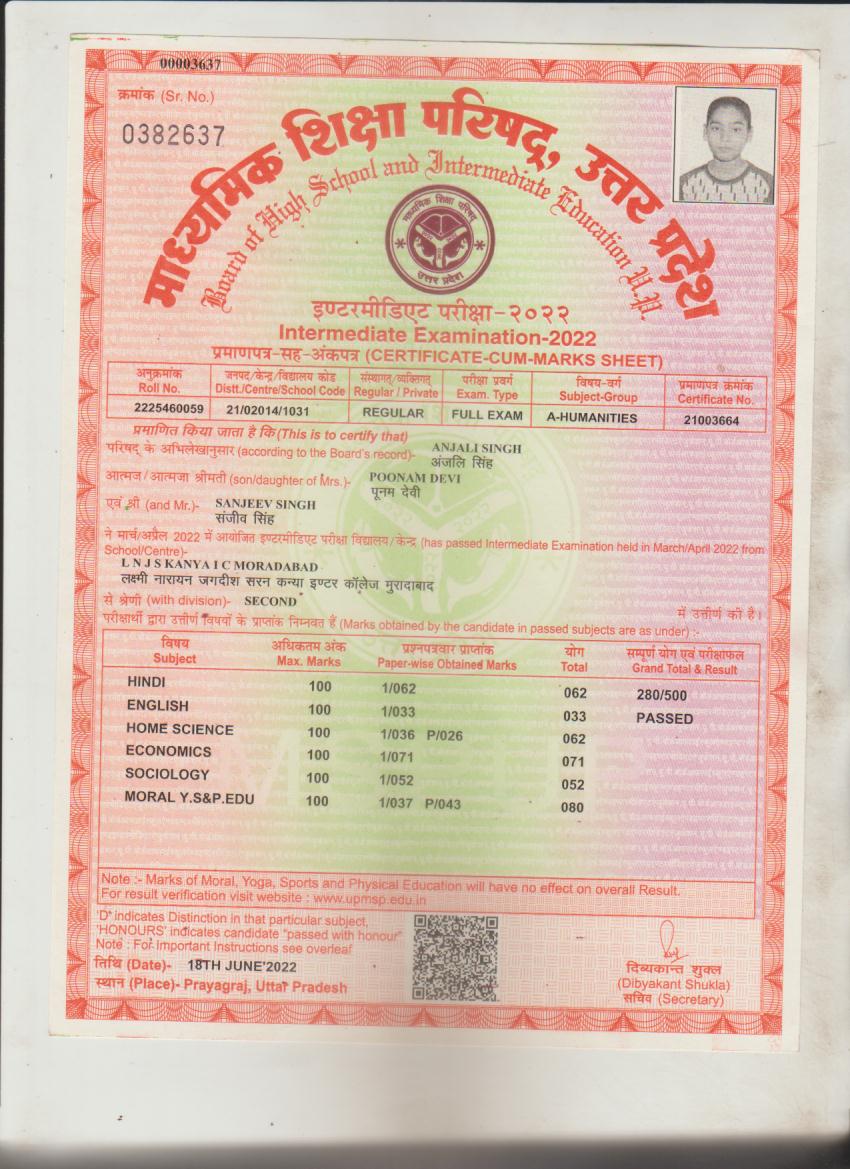 00003637
क्रमांक (Sr. No.)
0382637
माध्यमिक शिक्षा परिषद्, उत्तर प्रदेश
Board of High School and Intermediate Education U.P.
माध्यमिक शिक्षा परिषद
उत्तर प्रदेश
इण्टरमीडिएट परीक्षा-२०२२
Intermediate Examination-2022
प्रमाणपत्र-सह-अंकपत्र (CERTIFICATE-CUM-MARKS SHEET)
अनुक्रमांक जनपद/केन्द्र/विद्यालय कोड संस्थागत/व्यक्तिगत परीक्षा प्रवर्ग विषय-वर्ग प्रमाणपत्र क्रमांक
Roll No. Distt./Centre/School Code Regular / Private Exam. Type Subject-Group Certificate No.
2225460059 21/02014/1031 REGULAR FULL EXAM A-HUMANITIES 21003664
प्रमाणित किया जाता है कि (This is to certify that)
परिषद् के अभिलेखानुसार (according to the Board's record)- ANJALI SINGH
अंजलि सिंह
आत्मज/आत्मजा श्रीमती (son/daughter of Mrs.)- POONAM DEVI
पूनम देवी
एवं श्री (and Mr.)- SANJEEV SINGH
संजीव सिंह
ने मार्च/अप्रैल 2022 में आयोजित इण्टरमीडिएट परीक्षा विद्यालय/केन्द्र (has passed Intermediate Examination held in March/April 2022 from
School/Centre)-
L N J S KANYA I C MORADABAD
लक्ष्मी नारायन जगदीश सरन कन्या इण्टर कॉलेज मुरादाबाद
से श्रेणी (with division)- SECOND में उत्तीर्ण की है।
परीक्षार्थी द्वारा उत्तीर्ण विषयों के प्राप्तांक निम्नवत हैं (Marks obtained by the candidate in passed subjects are as under) :-
विषय अधिकतम अंक प्रश्नपत्रवार प्राप्तांक योग सम्पूर्ण योग एवं परीक्षाफल
Subject Max. Marks Paper-wise Obtained Marks Total Grand Total & Result
HINDI 100 1/062 062 280/500
ENGLISH 100 1/033 033 PASSED
HOME SCIENCE 100 1/036 P/026 062
ECONOMICS 100 1/071 071
SOCIOLOGY 100 1/052 052
MORAL Y.S&P.EDU 100 1/037 P/043 080
Note :- Marks of Moral, Yoga, Sports and Physical Education will have no effect on overall Result.
For result verification visit website : www.upmsp.edu.in
'D' indicates Distinction in that particular subject,
'HONOURS' indicates candidate "passed with honour"
Note : For Important Instructions see overleaf
तिथि (Date)- 18TH JUNE'2022
स्थान (Place)- Prayagraj, Uttar Pradesh
दिब्यकान्त शुक्ल
(Dibyakant Shukla)
सचिव (Secretary)